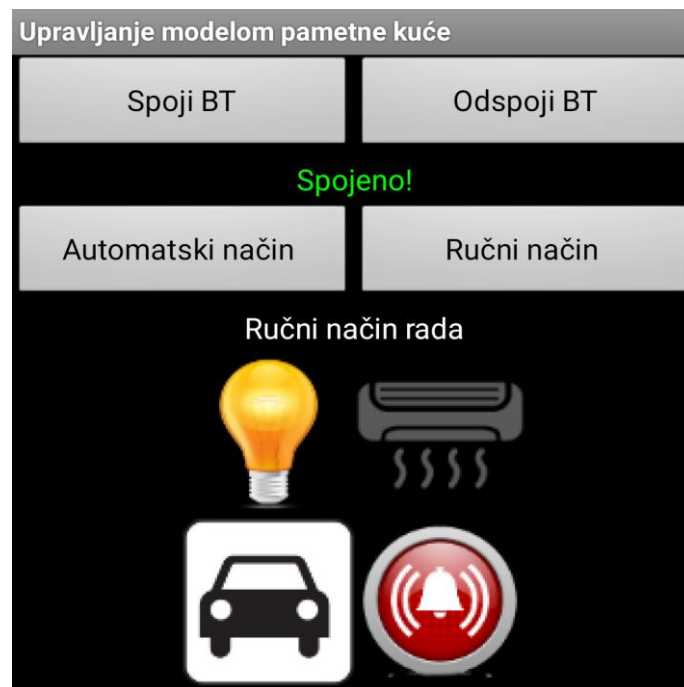 Upravljanje modelom pametne kuće
Spoji BT
Odspoji BT
Spojeno!
Automatski način
Ručni način
Ručni način rada